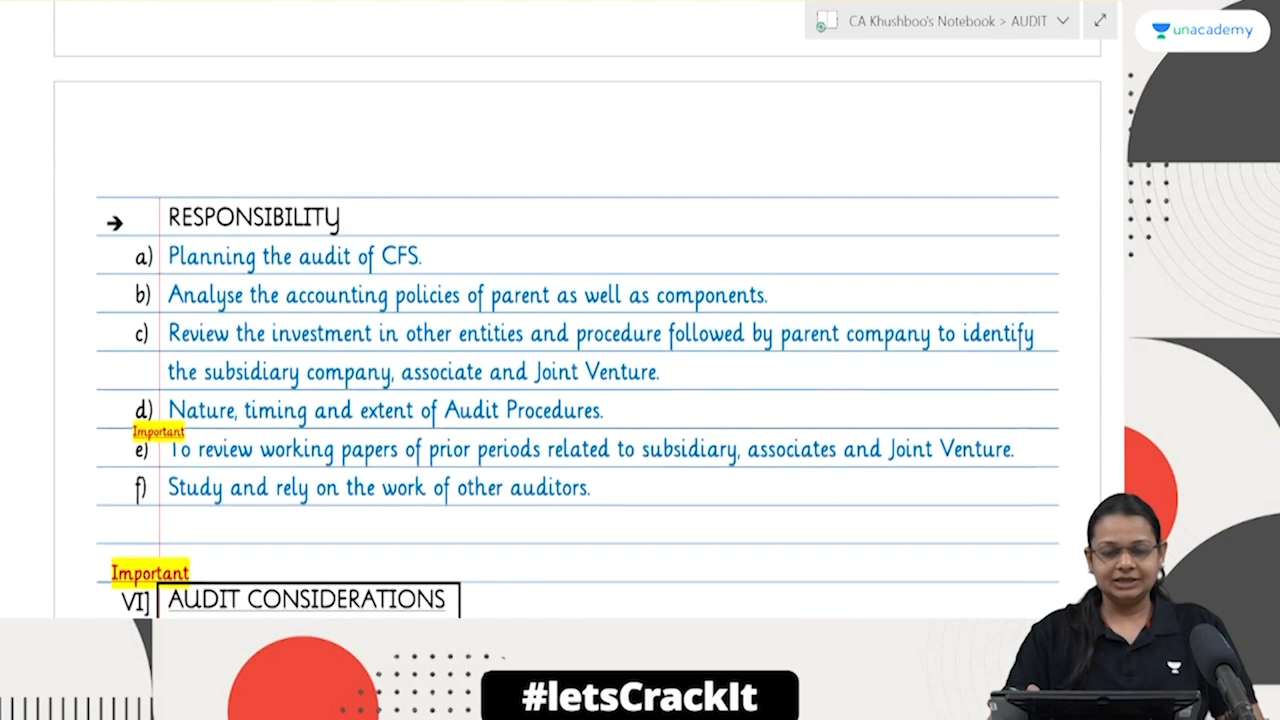 CA Khushboo's Notebook > AUDIT
unacademy
→ RESPONSIBILITY
a) Planning the audit of CFS.
b) Analyse the accounting policies of parent as well as components.
c) Review the investment in other entities and procedure followed by parent company to identify
the subsidiary company, associate and Joint Venture.
d) Nature, timing and extent of Audit Procedures.
Important
e) To review working papers of prior periods related to subsidiary, associates and Joint Venture.
f) Study and rely on the work of other auditors.
Important
VI] AUDIT CONSIDERATIONS
#letsCrackIt